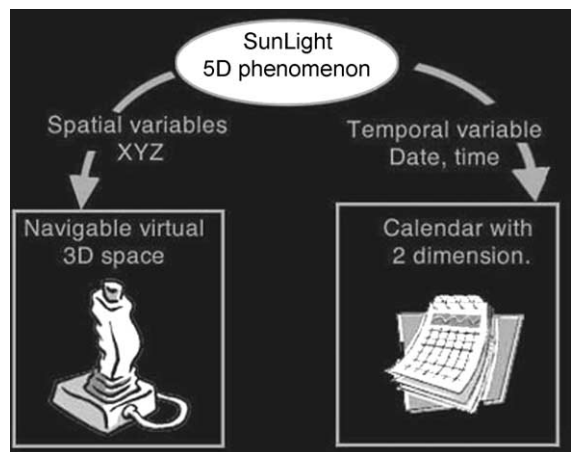 SunLight
5D phenomenon
Spatial variables
XYZ
Temporal variable
Date, time
Navigable virtual
3D space
Calendar with
2 dimension.